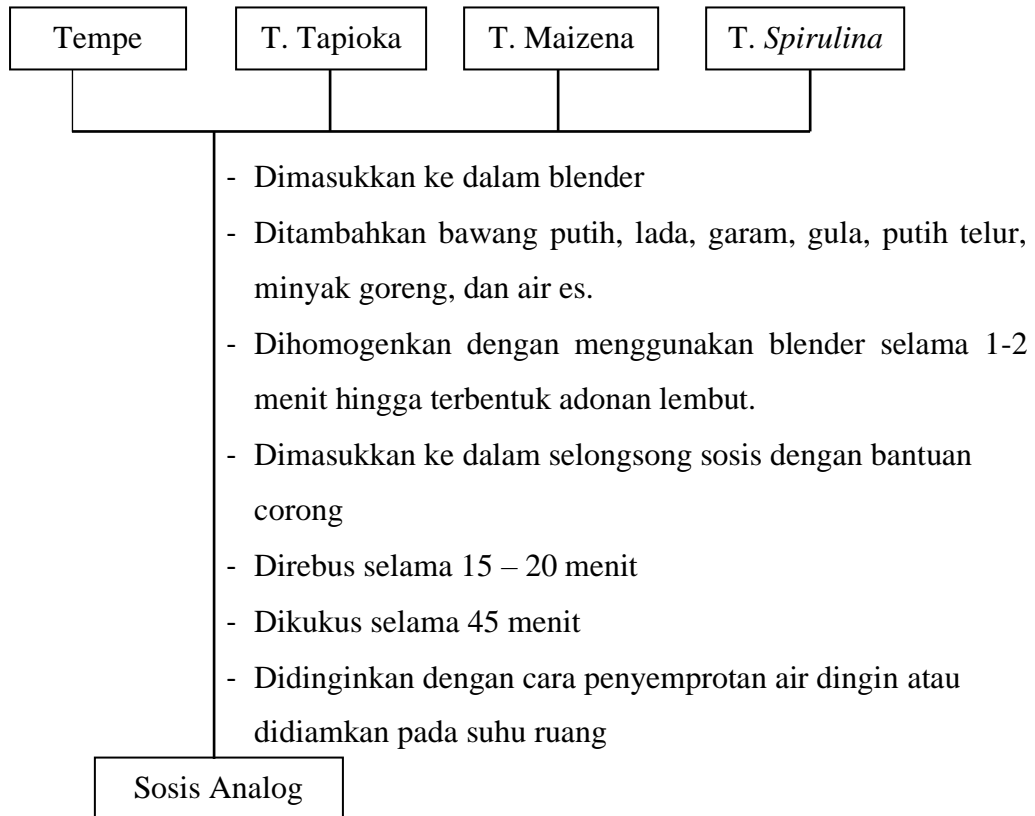 Tempe
T. Tapioka
T. Maizena
T. Spirulina
- Dimasukkan ke dalam blender
- Ditambahkan bawang putih, lada, garam, gula, putih telur,
minyak goreng, dan air es.
- Dihomogenkan dengan menggunakan blender selama 1-2
menit hingga terbentuk adonan lembut.
- Dimasukkan ke dalam selongsong sosis dengan bantuan
corong
- Direbus selama 15 – 20 menit
- Dikukus selama 45 menit
- Didinginkan dengan cara penyemprotan air dingin atau
didiamkan pada suhu ruang
Sosis Analog